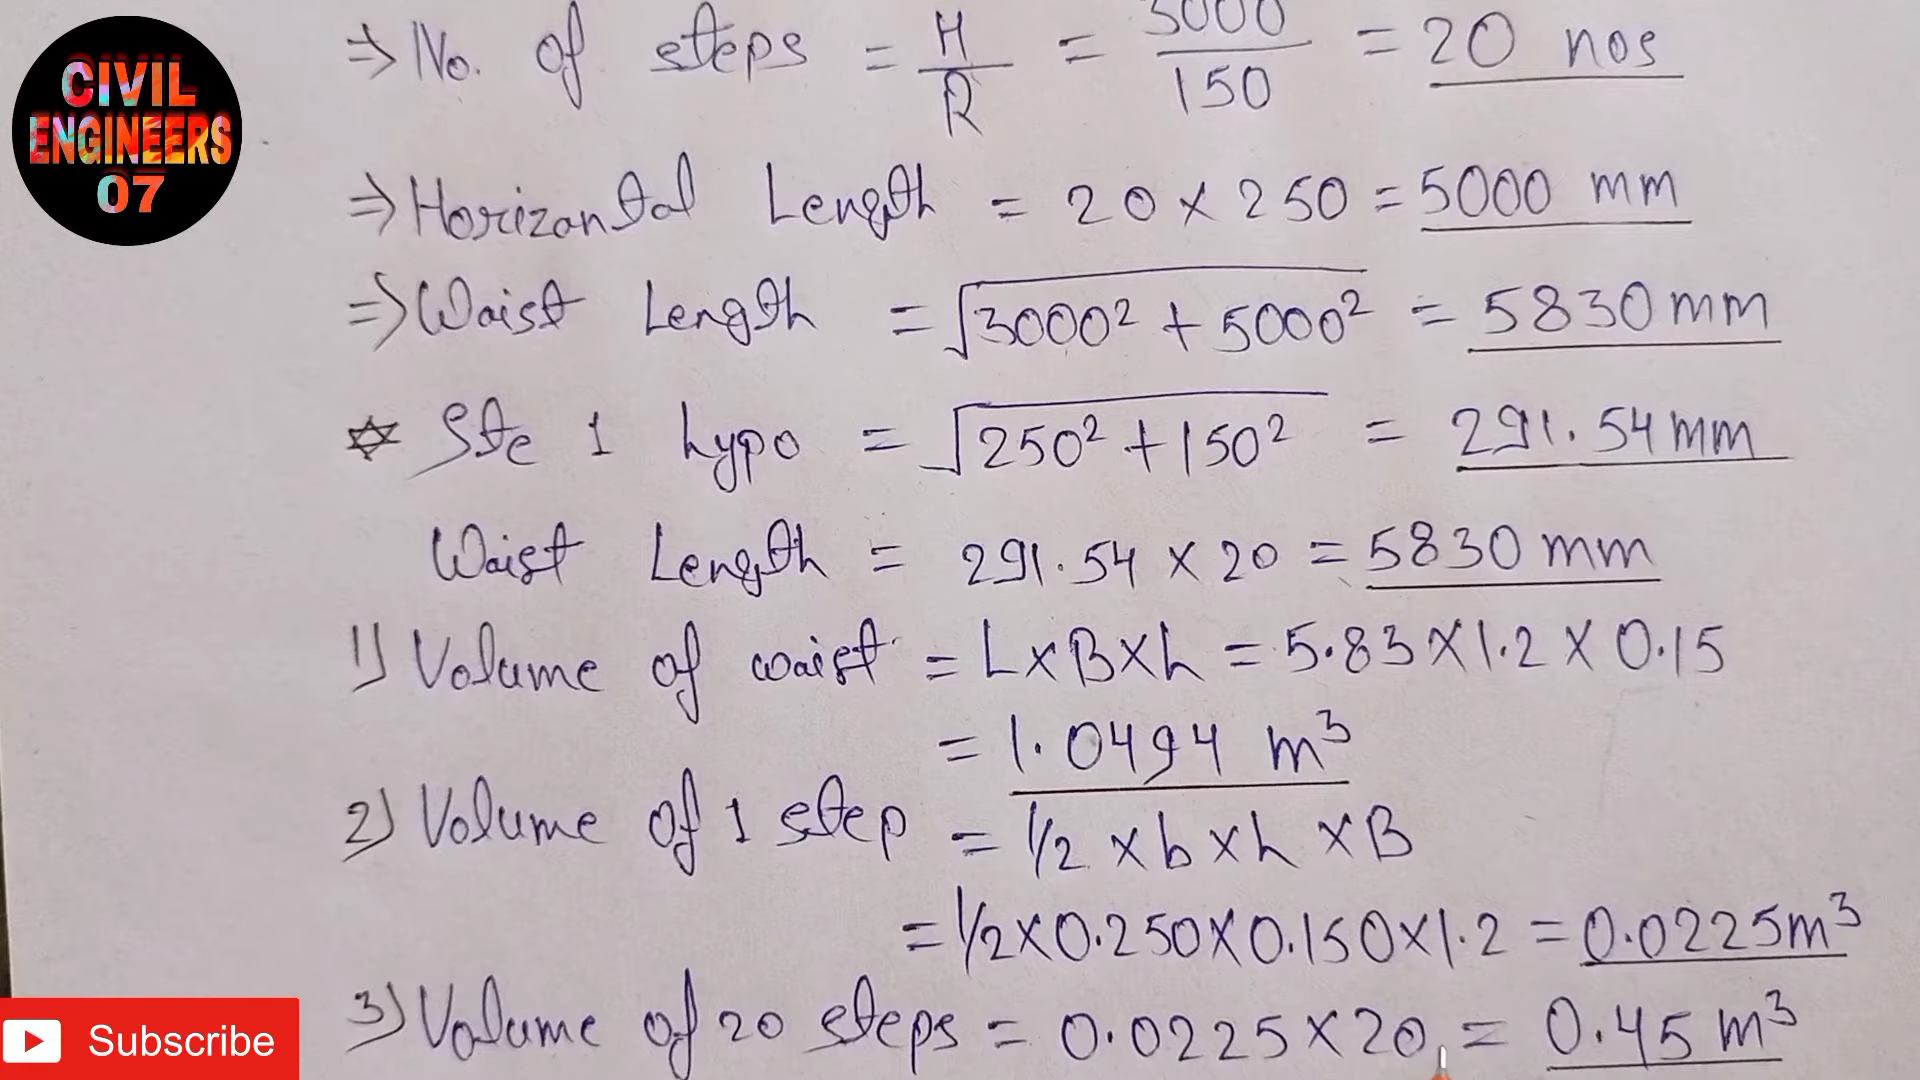 CIVIL
ENGINEERS
07
⇒ No. of steps = H/R = 3000/150 = 20 nos
⇒ Horizantal Length = 20 × 250 = 5000 mm
⇒ Waist Length = √3000² + 5000² = 5830 mm
☆ Ste 1 hypo = √250² + 150² = 291.54 mm
Waist Length = 291.54 × 20 = 5830 mm
1) Volume of waist = L×B×h = 5.83 × 1.2 × 0.15
= 1.0494 m³
2) Volume of 1 step = 1/2 × b × h × B
= 1/2 × 0.250 × 0.150 × 1.2 = 0.0225 m³
3) Volume of 20 steps = 0.0225 × 20 = 0.45 m³
Subscribe